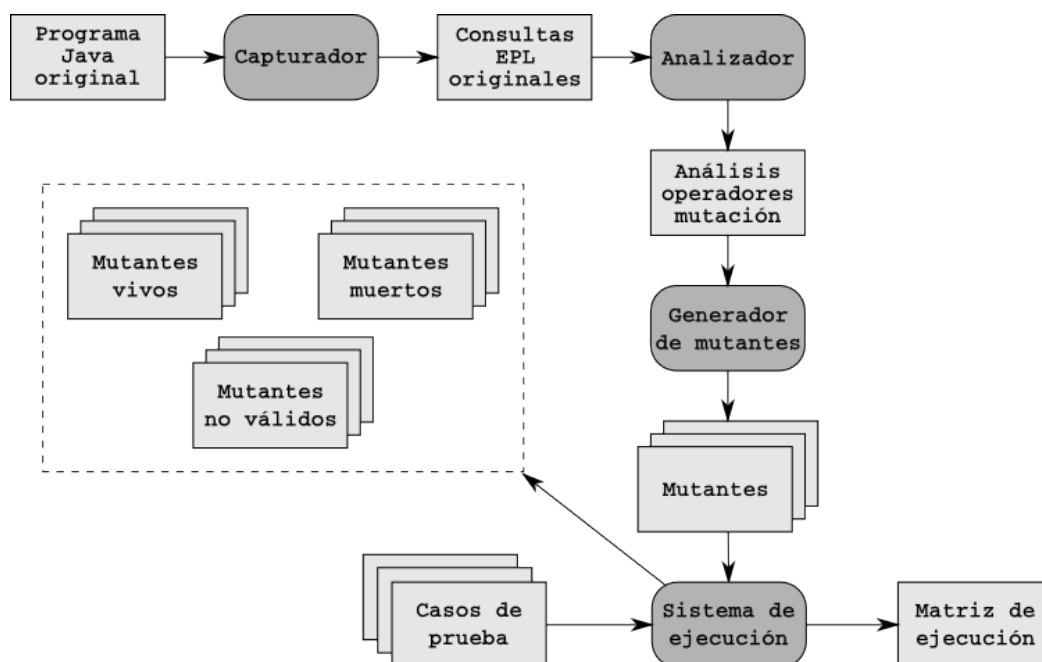 Programa
Java
original
Capturador
Consultas
EPL
originales
Analizador
Análisis
operadores
mutación
Mutantes
vivos
Mutantes
muertos
Generador
de mutantes
Mutantes
no válidos
Mutantes
Casos de
prueba
Sistema de
ejecución
Matriz de
ejecución